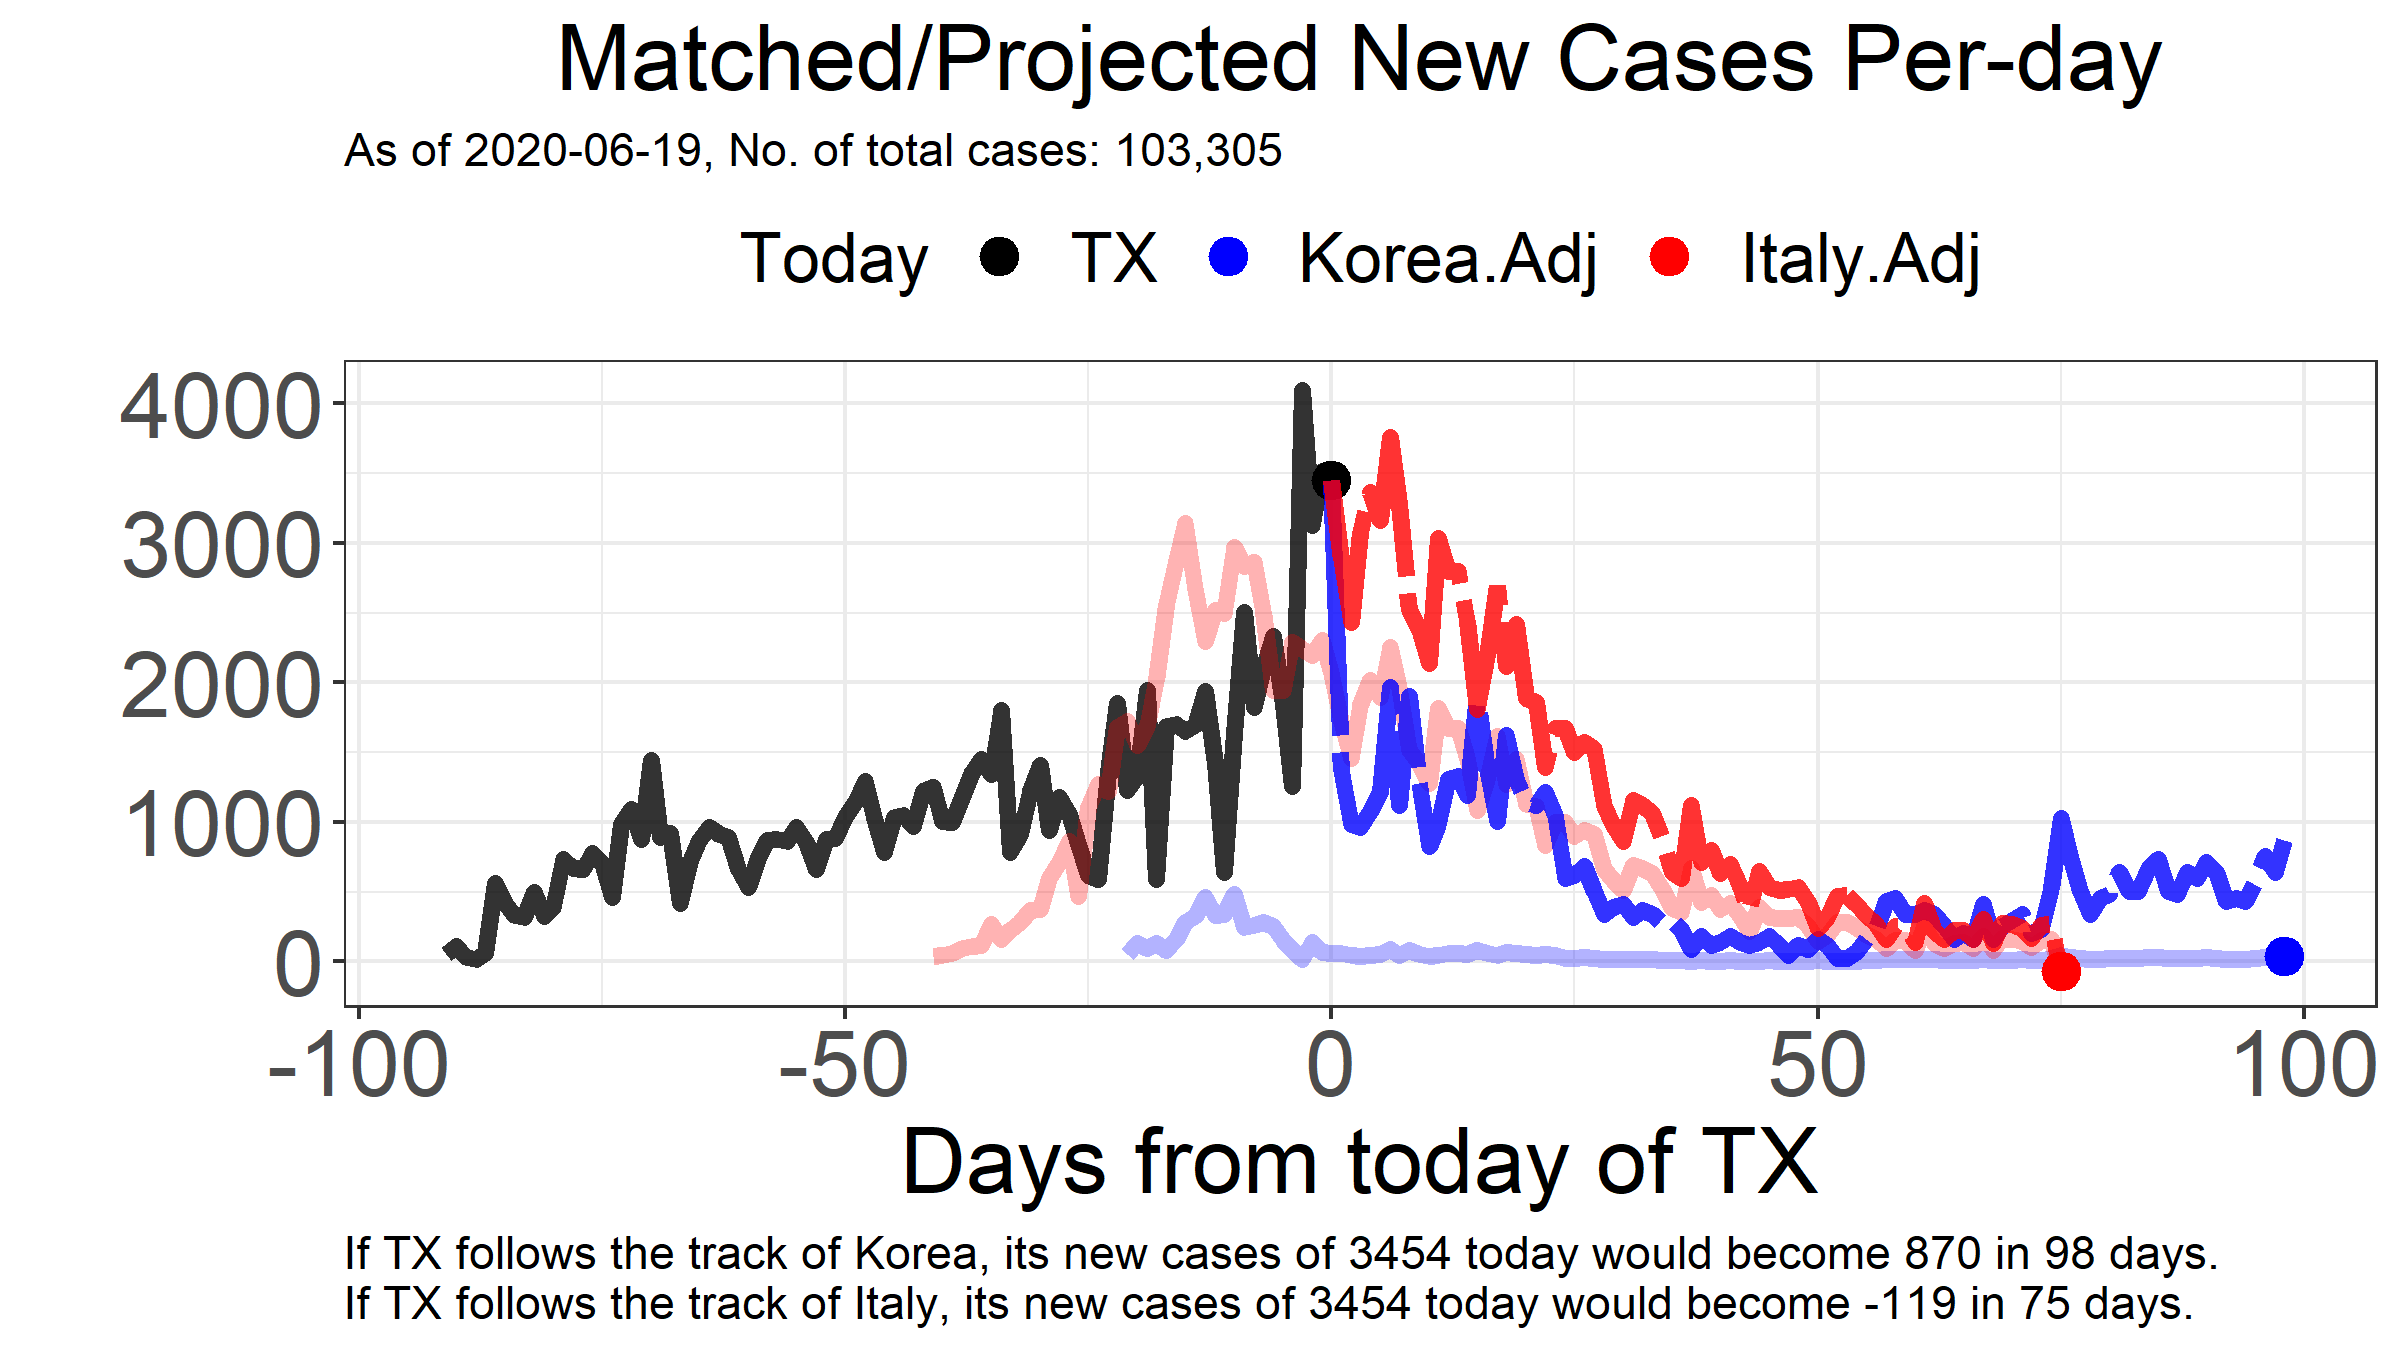 Matched/Projected New Cases Per-day
As of 2020-06-19, No. of total cases: 103,305
Today TX Korea.Adj Italy.Adj
4000
3000
2000
1000
0
-100 -50 0 50 100
Days from today of TX
If TX follows the track of Korea, its new cases of 3454 today would become 870 in 98 days.
If TX follows the track of Italy, its new cases of 3454 today would become -119 in 75 days.